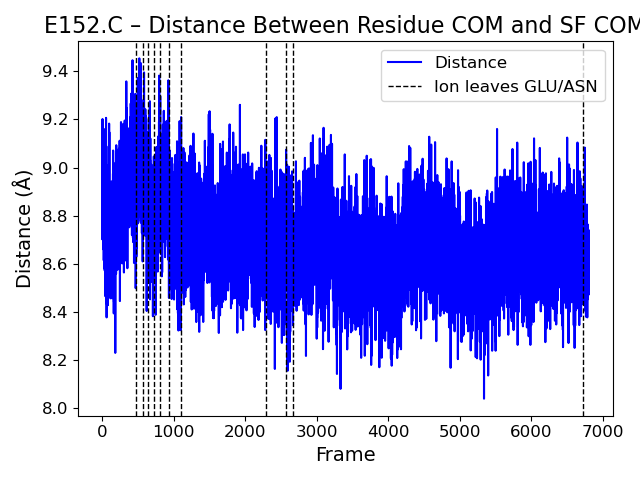 E152.C – Distance Between Residue COM and SF COM
Distance (Å)
9.4
9.2
9.0
8.8
8.6
8.4
8.2
8.0
Distance
Ion leaves GLU/ASN
0 1000 2000 3000 4000 5000 6000 7000
Frame